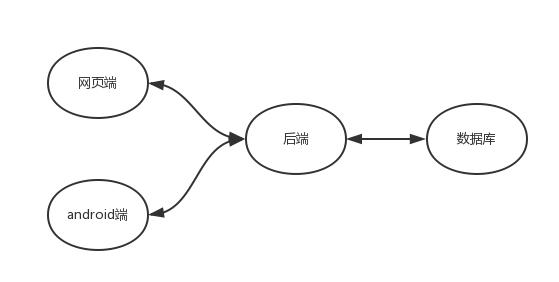 网页端
后端
数据库
android端